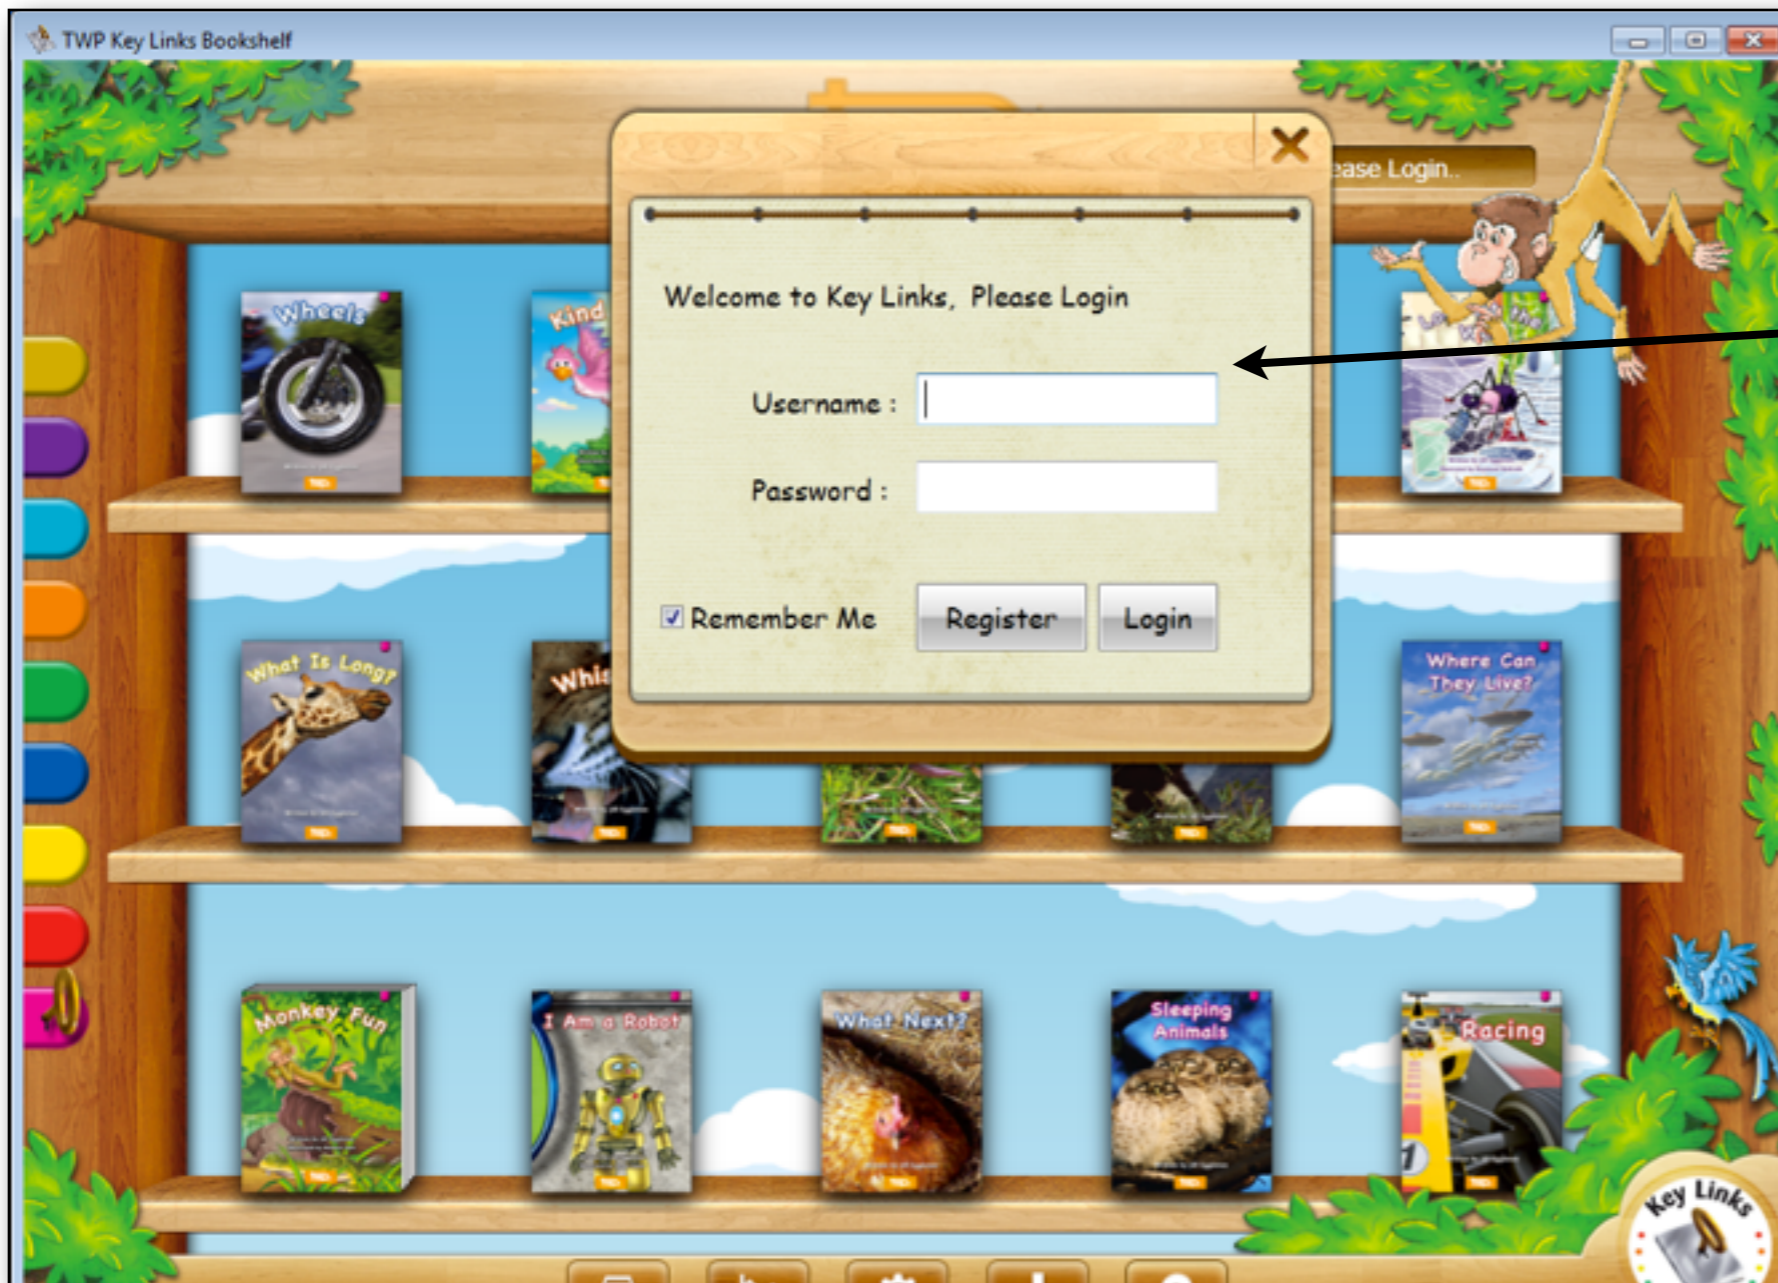 TWP Key Links Bookshelf
ease Login..
Welcome to Key Links, Please Login
Username :
Password :
Remember Me
Register
Login
Wheels
Kind
What Is Long?
Whis
Where Can
They Live?
Monkey Fun
I Am a Robot
What Next?
Sleeping
Animals
Racing
1
Key Links